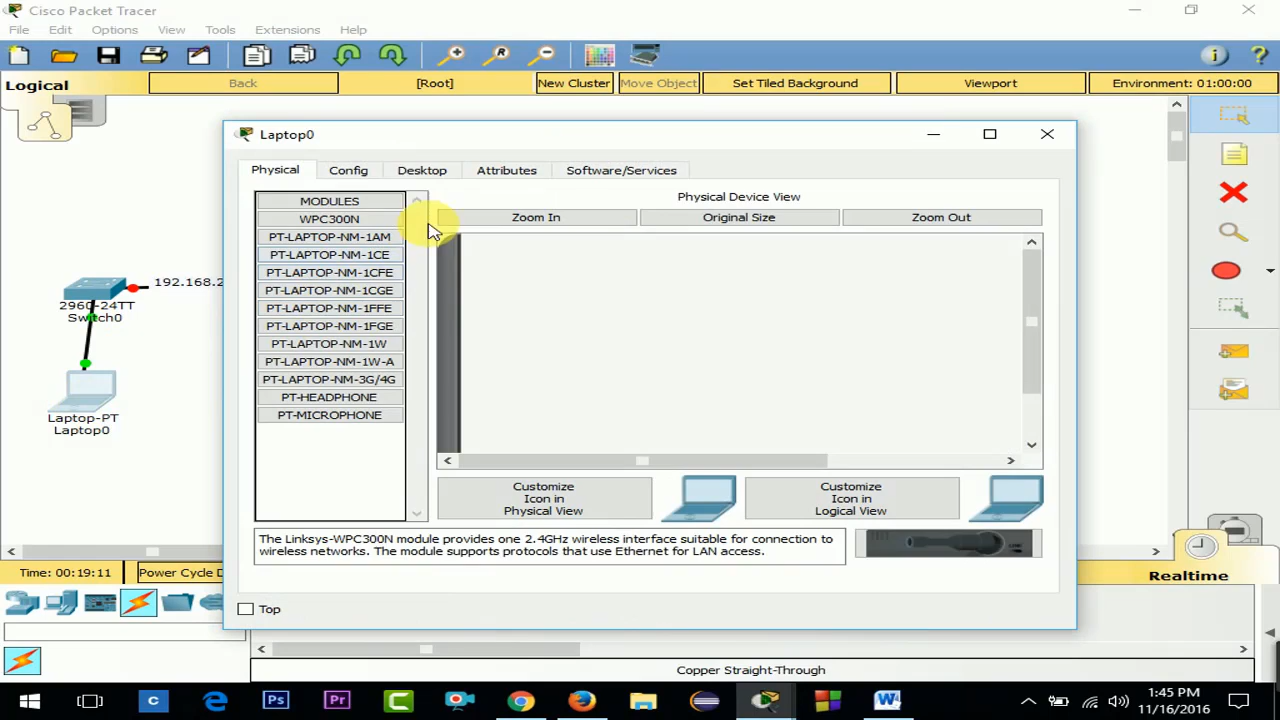 Cisco Packet Tracer
File Edit Options View Tools Extensions Help
Logical Back [Root] New Cluster Move Object Set Tiled Background Viewport Environment: 01:00:00
Laptop0
Physical Config Desktop Attributes Software/Services
MODULES
WPC300N
PT-LAPTOP-NM-1AM
PT-LAPTOP-NM-1CE
PT-LAPTOP-NM-1CFE
PT-LAPTOP-NM-1CGE
PT-LAPTOP-NM-1FFE
PT-LAPTOP-NM-1FGE
PT-LAPTOP-NM-1W
PT-LAPTOP-NM-1W-A
PT-LAPTOP-NM-3G/4G
PT-HEADPHONE
PT-MICROPHONE
Physical Device View
Zoom In Original Size Zoom Out
192.168.2
2960-24TT
Switch0
Laptop-PT
Laptop0
Customize
Icon in
Physical View
Customize
Icon in
Logical View
The Linksys-WPC300N module provides one 2.4GHz wireless interface suitable for connection to
wireless networks. The module supports protocols that use Ethernet for LAN access.
Top
Time: 00:19:11 Power Cycle D
Realtime
Copper Straight-Through
1:45 PM
11/16/2016